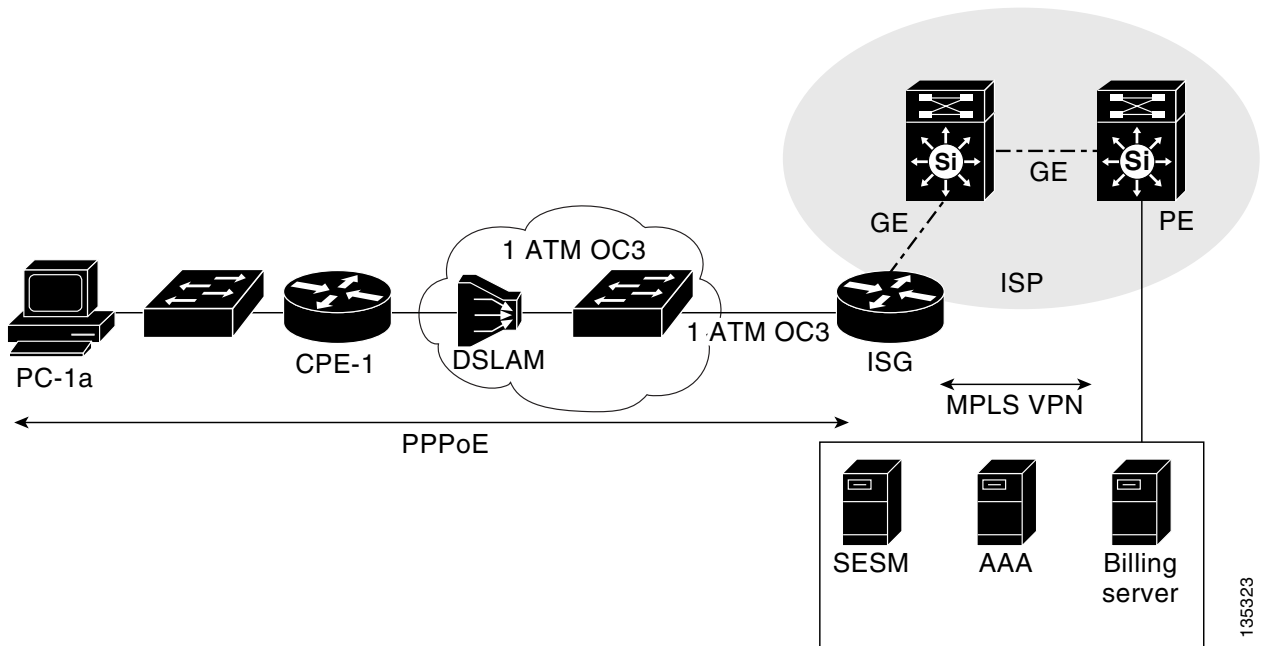 Si
Si
GE
GE
PE
1 ATM OC3
ISP
1 ATM OC3
PC-1a
CPE-1
DSLAM
ISG
MPLS VPN
PPPoE
SESM
AAA
Billing
server
135323